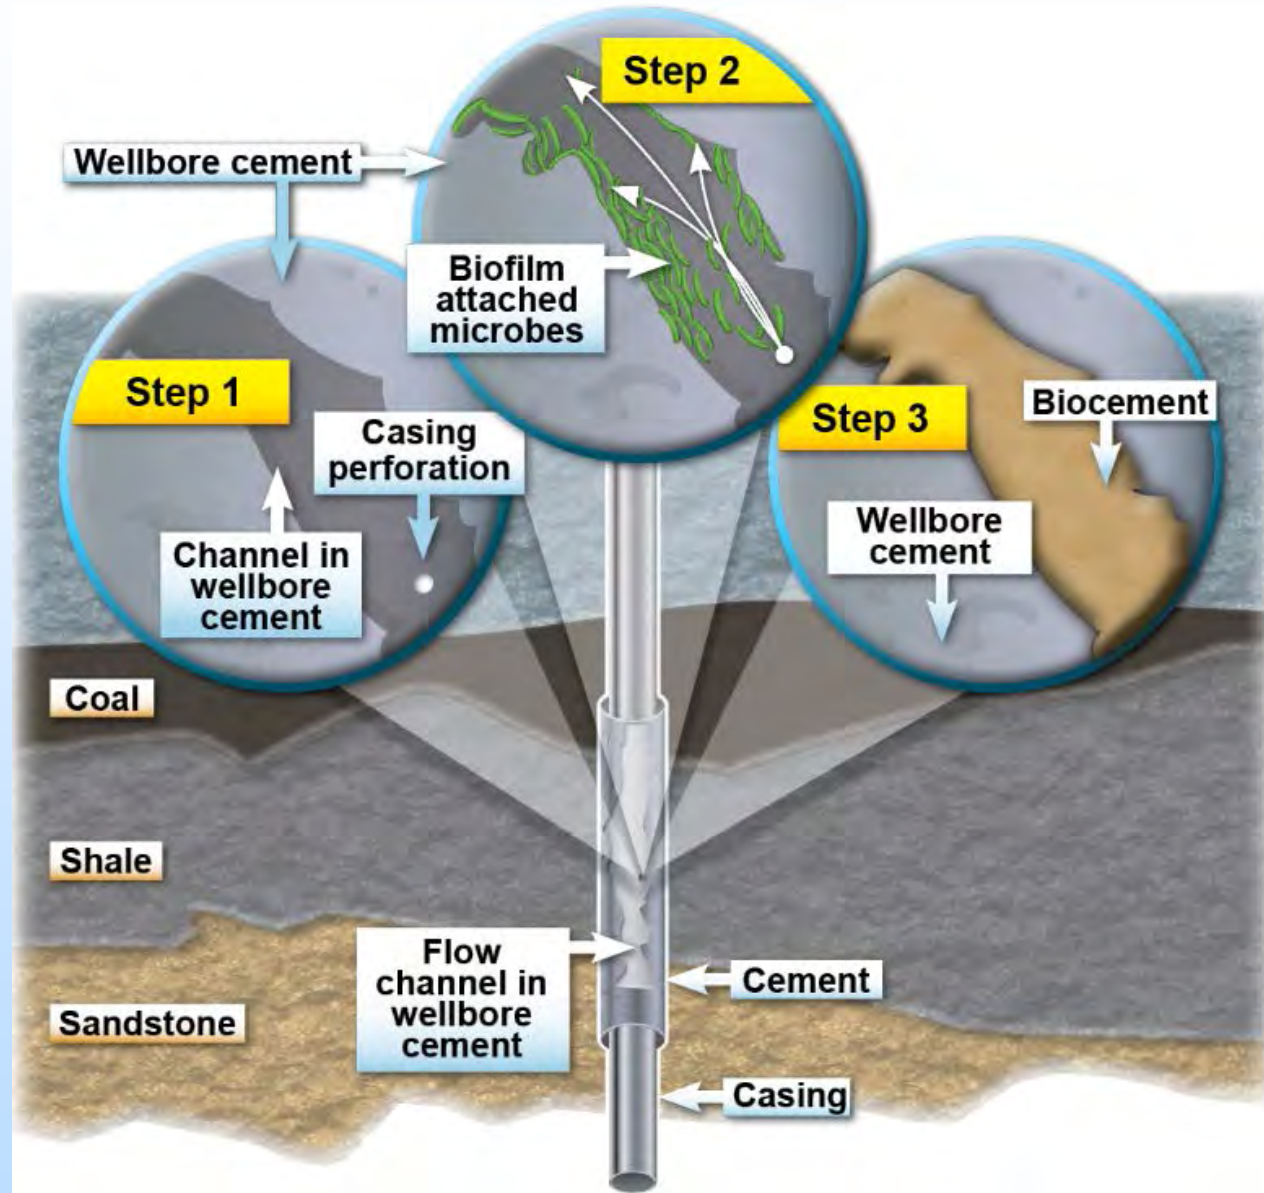 Step 2
Wellbore cement
Biofilm
attached
microbes
Step 1
Casing
perforation
Channel in
wellbore
cement
Step 3
Biocement
Wellbore
cement
Coal
Shale
Flow
channel in
wellbore
cement
Cement
Sandstone
Casing